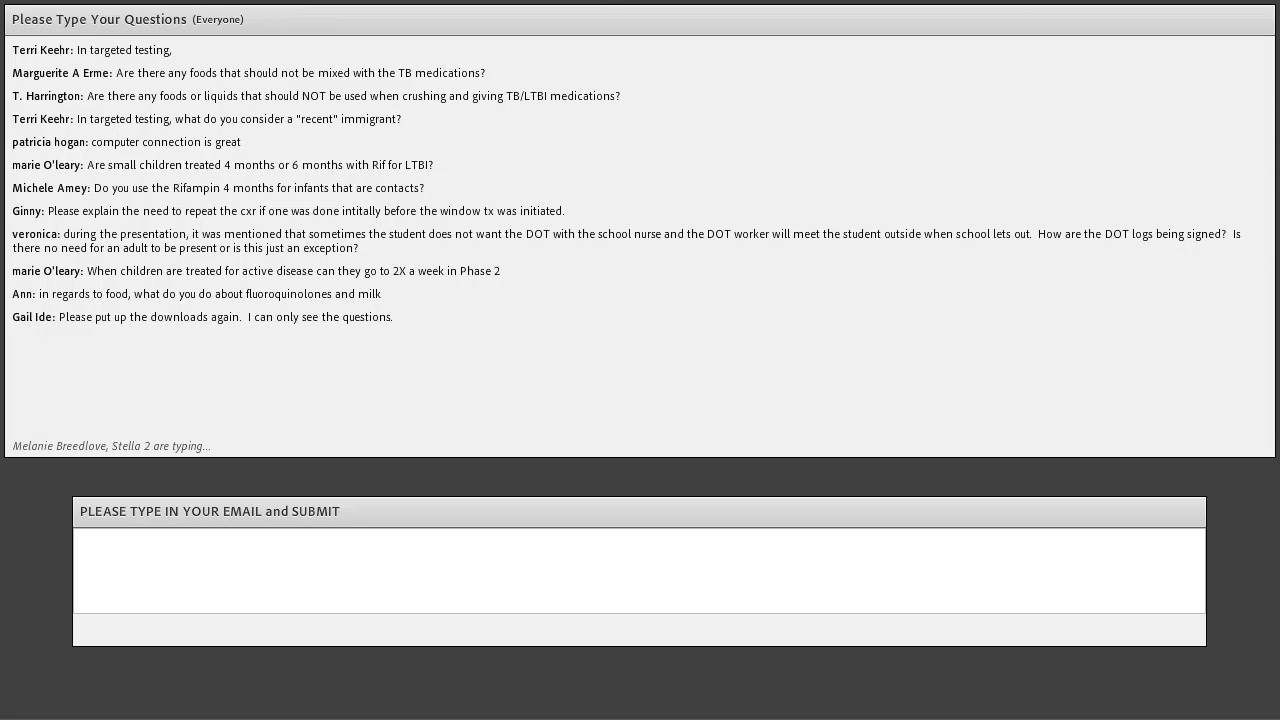 Please Type Your Questions (Everyone)
Terri Keehr: In targeted testing,
Marguerite A Erme: Are there any foods that should not be mixed with the TB medications?
T. Harrington: Are there any foods or liquids that should NOT be used when crushing and giving TB/LTBI medications?
Terri Keehr: In targeted testing, what do you consider a "recent" immigrant?
patricia hogan: computer connection is great
marie O'leary: Are small children treated 4 months or 6 months with Rif for LTBI?
Michele Amey: Do you use the Rifampin 4 months for infants that are contacts?
Ginny: Please explain the need to repeat the cxr if one was done intitally before the window tx was initiated.
veronica: during the presentation, it was mentioned that sometimes the student does not want the DOT with the school nurse and the DOT worker will meet the student outside when school lets out.  How are the DOT logs being signed?  Is
there no need for an adult to be present or is this just an exception?
marie O'leary: When children are treated for active disease can they go to 2X a week in Phase 2
Ann: in regards to food, what do you do about fluoroquinolones and milk
Gail Ide: Please put up the downloads again.  I can only see the questions.
Melanie Breedlove, Stella 2 are typing...
PLEASE TYPE IN YOUR EMAIL and SUBMIT